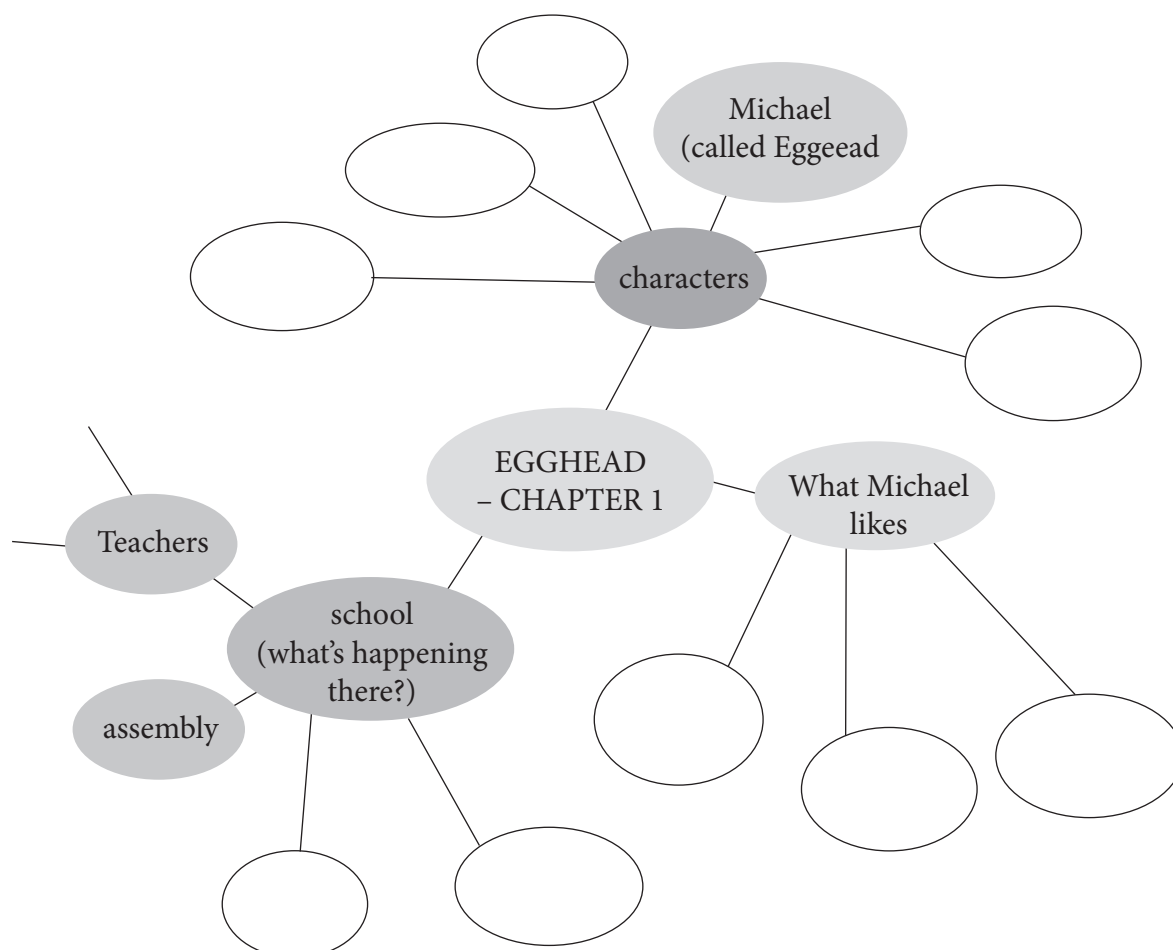 Michael
(called Eggeead
characters
EGGHEAD
– CHAPTER 1
What Michael
likes
Teachers
school
(what's happening
there?)
assembly